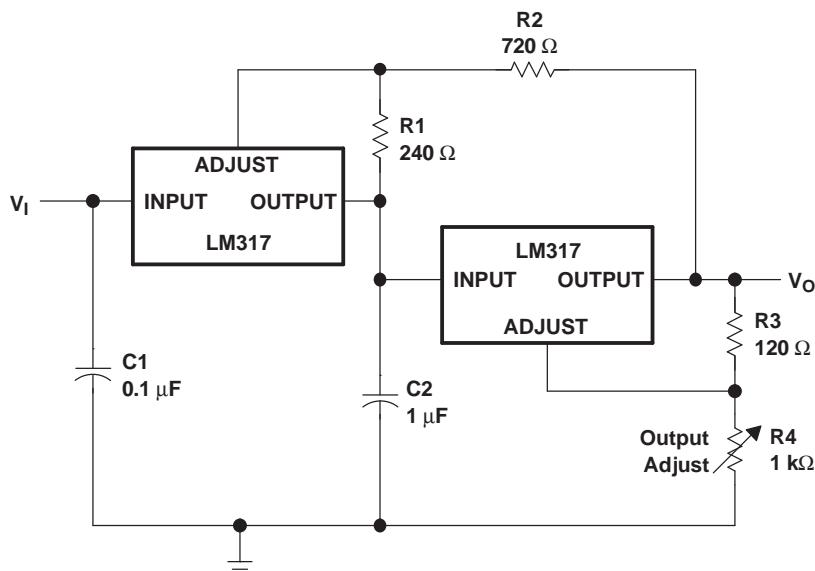 R2
720 Ω
R1
240 Ω
ADJUST
V_I
INPUT OUTPUT
LM317
LM317
INPUT OUTPUT
V_O
ADJUST
R3
120 Ω
C1
0.1 μF
C2
1 μF
Output
Adjust
R4
1 kΩ